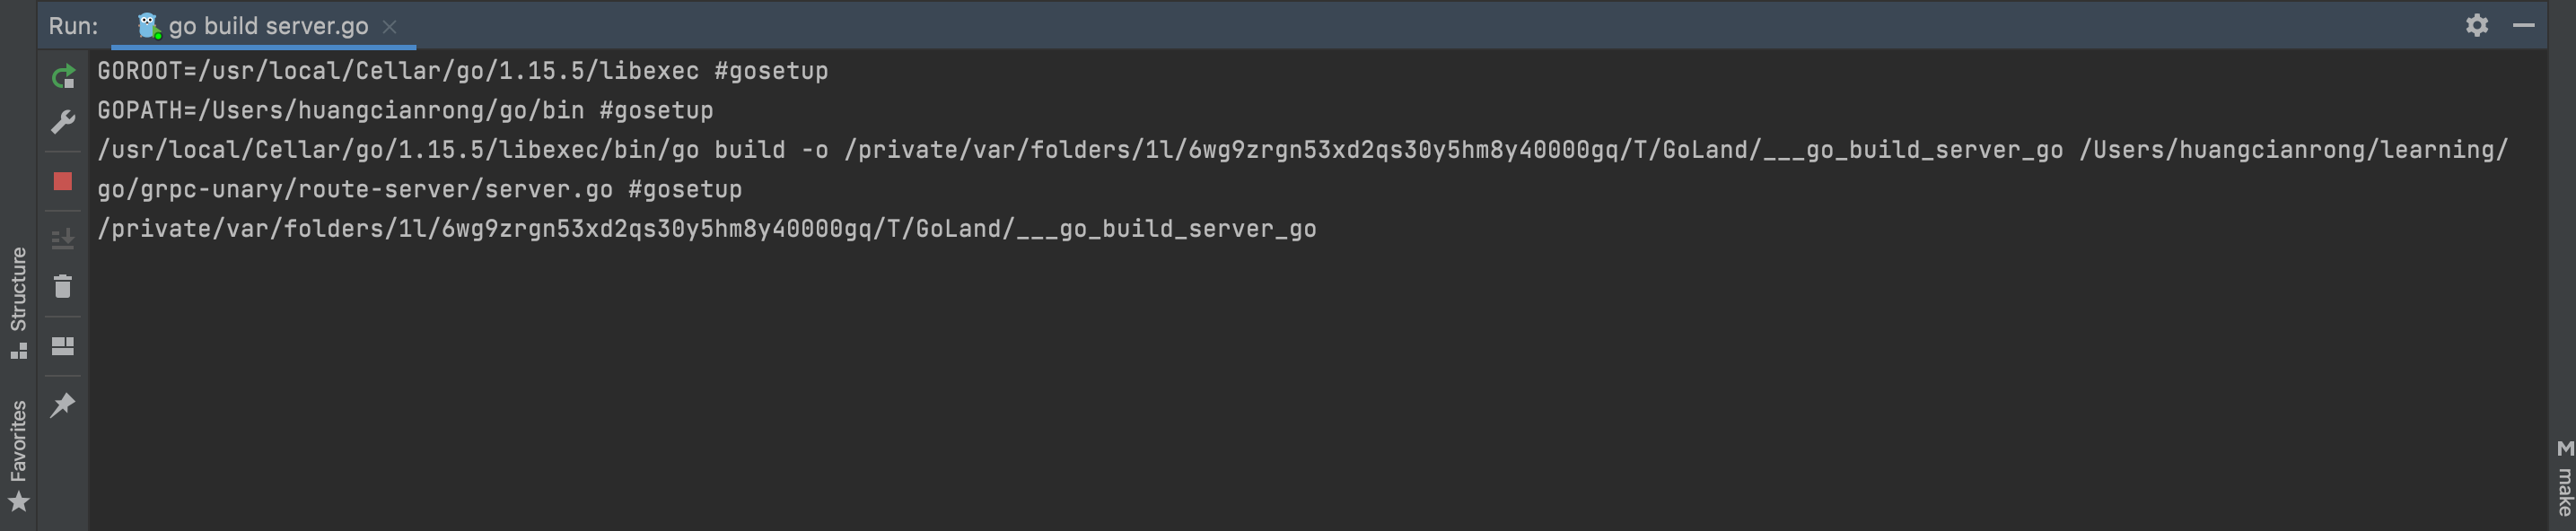 Run: go build server.go
GOROOT=/usr/local/Cellar/go/1.15.5/libexec #gosetup
GOPATH=/Users/huangcianrong/go/bin #gosetup
/usr/local/Cellar/go/1.15.5/libexec/bin/go build -o /private/var/folders/1l/6wg9zrgn53xd2qs30y5hm8y40000gq/T/GoLand/___go_build_server_go /Users/huangcianrong/learning/
go/grpc-unary/route-server/server.go #gosetup
/private/var/folders/1l/6wg9zrgn53xd2qs30y5hm8y40000gq/T/GoLand/___go_build_server_go
Structure
Favorites
M make